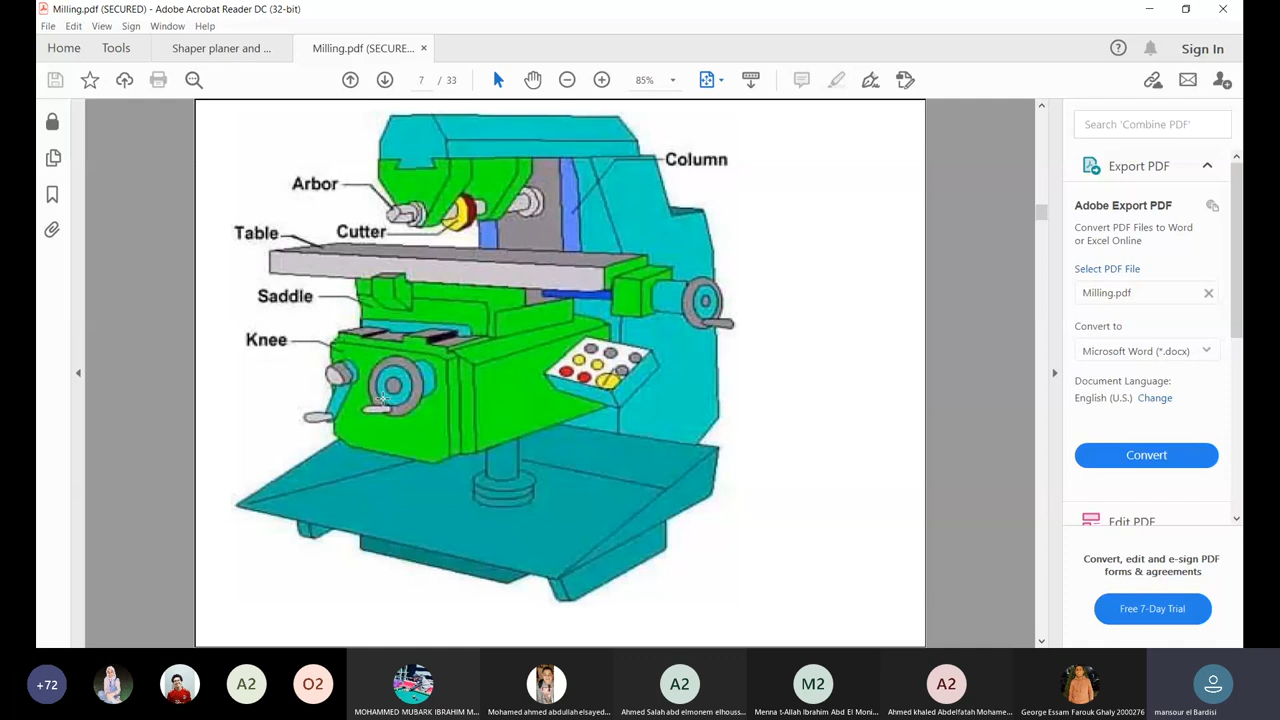 Milling.pdf (SECURED) - Adobe Acrobat Reader DC (32-bit)
File Edit View Sign Window Help
Home Tools Shaper planer and ... Milling.pdf (SECURE... × Sign In
7 / 33 85%
Column
Arbor
Cutter
Table
Saddle
Knee
Search 'Combine PDF'
Export PDF
Adobe Export PDF
Convert PDF Files to Word
or Excel Online
Select PDF File
Milling.pdf
Convert to
Microsoft Word (*.docx)
Document Language:
English (U.S.) Change
Convert
Edit PDF
Convert, edit and e-sign PDF
forms & agreements
Free 7-Day Trial
+72 A2 O2 A2 M2 A2
MOHAMMED MUBARK IBRAHIM M... Mohamed ahmed abdullah elsayed... Ahmed Salah abd elmonem elhouss... Menna t-Allah Ibrahim Abd El Moni... Ahmed khaled Abdelfatah Mohame... George Essam Farouk Ghaly 2000276 mansour el Bardisi